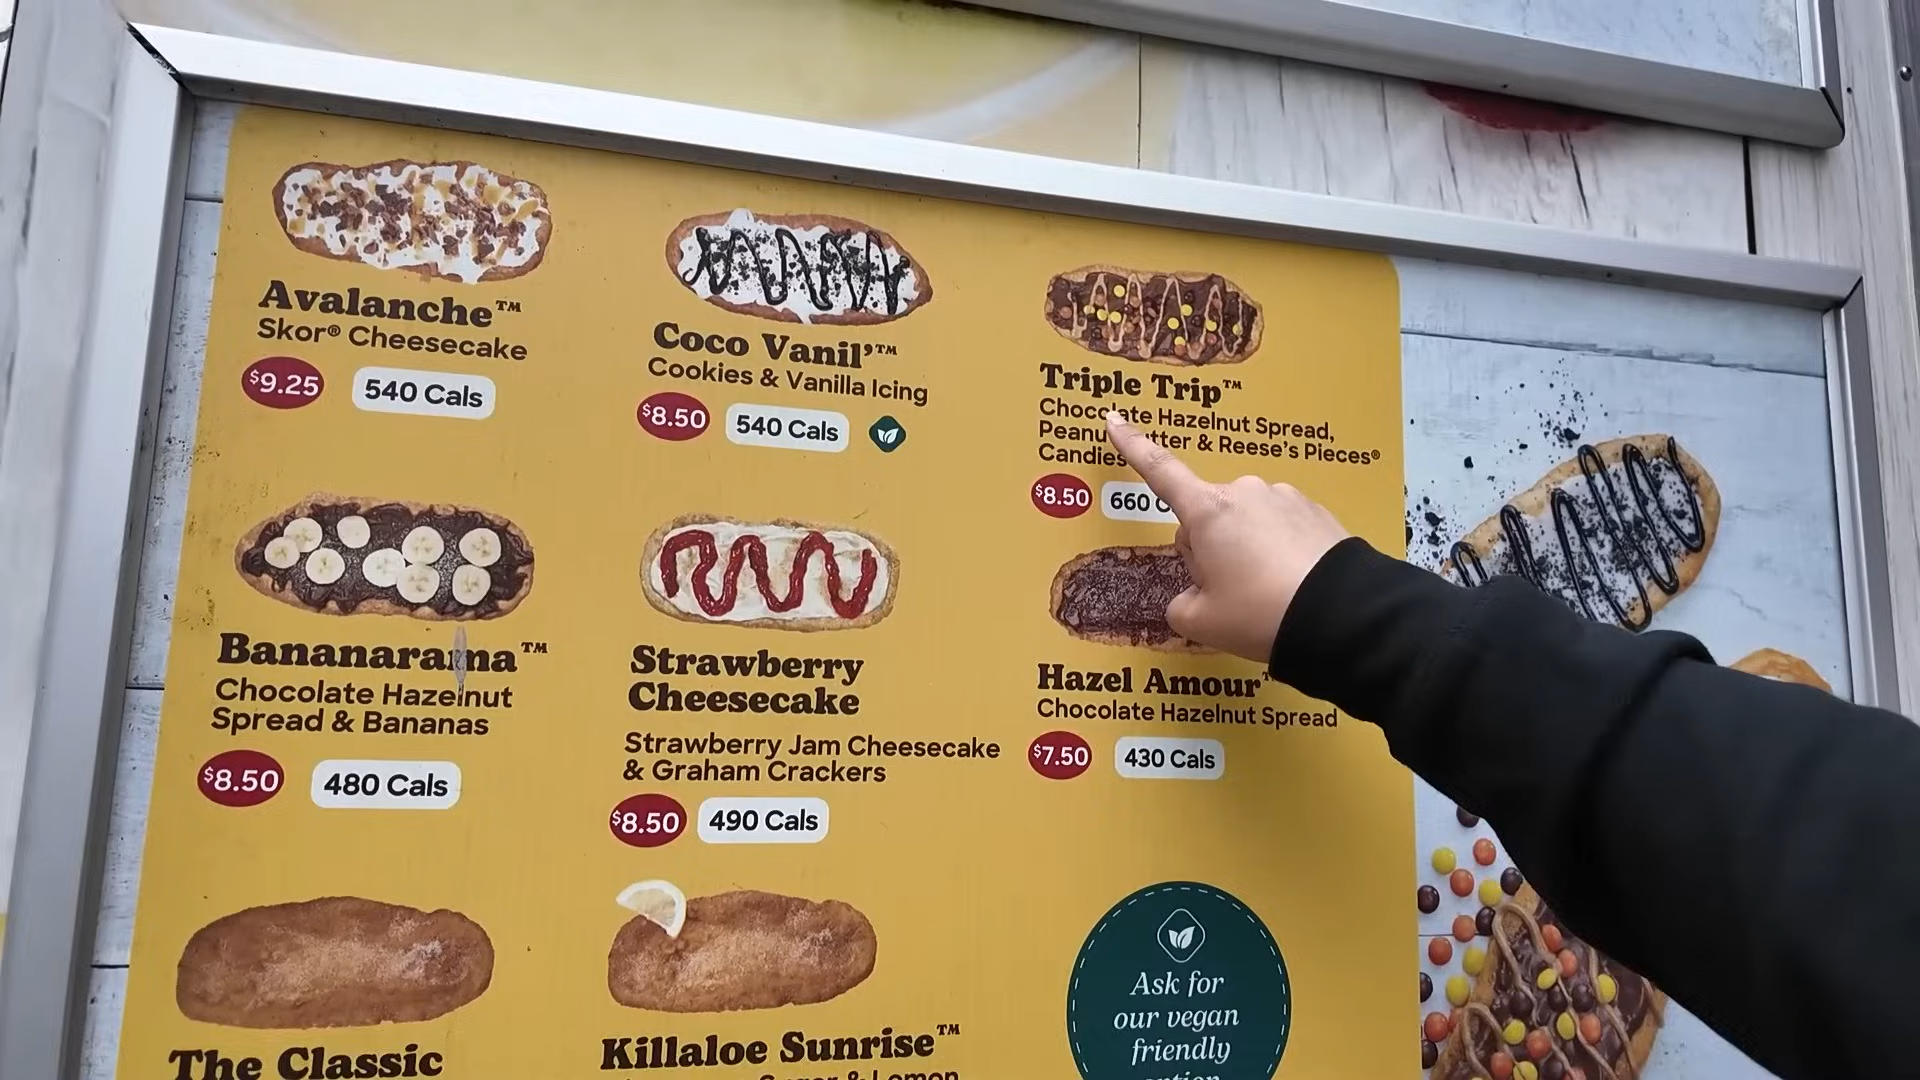 Avalanche™
Skor® Cheesecake
$9.25
540 Cals
Coco Vanil’™
Cookies & Vanilla Icing
$8.50
540 Cals
Triple Trip™
Chocolate Hazelnut Spread,
Peanut Butter & Reese’s Pieces®
Candies
$8.50
660
Bananarama™
Chocolate Hazelnut
Spread & Bananas
$8.50
480 Cals
Strawberry
Cheesecake
Strawberry Jam Cheesecake
& Graham Crackers
$8.50
490 Cals
Hazel Amour
Chocolate Hazelnut Spread
$7.50
430 Cals
The Classic
Killaloe Sunrise™
Sugar & Lemon
Ask for
our vegan
friendly
option